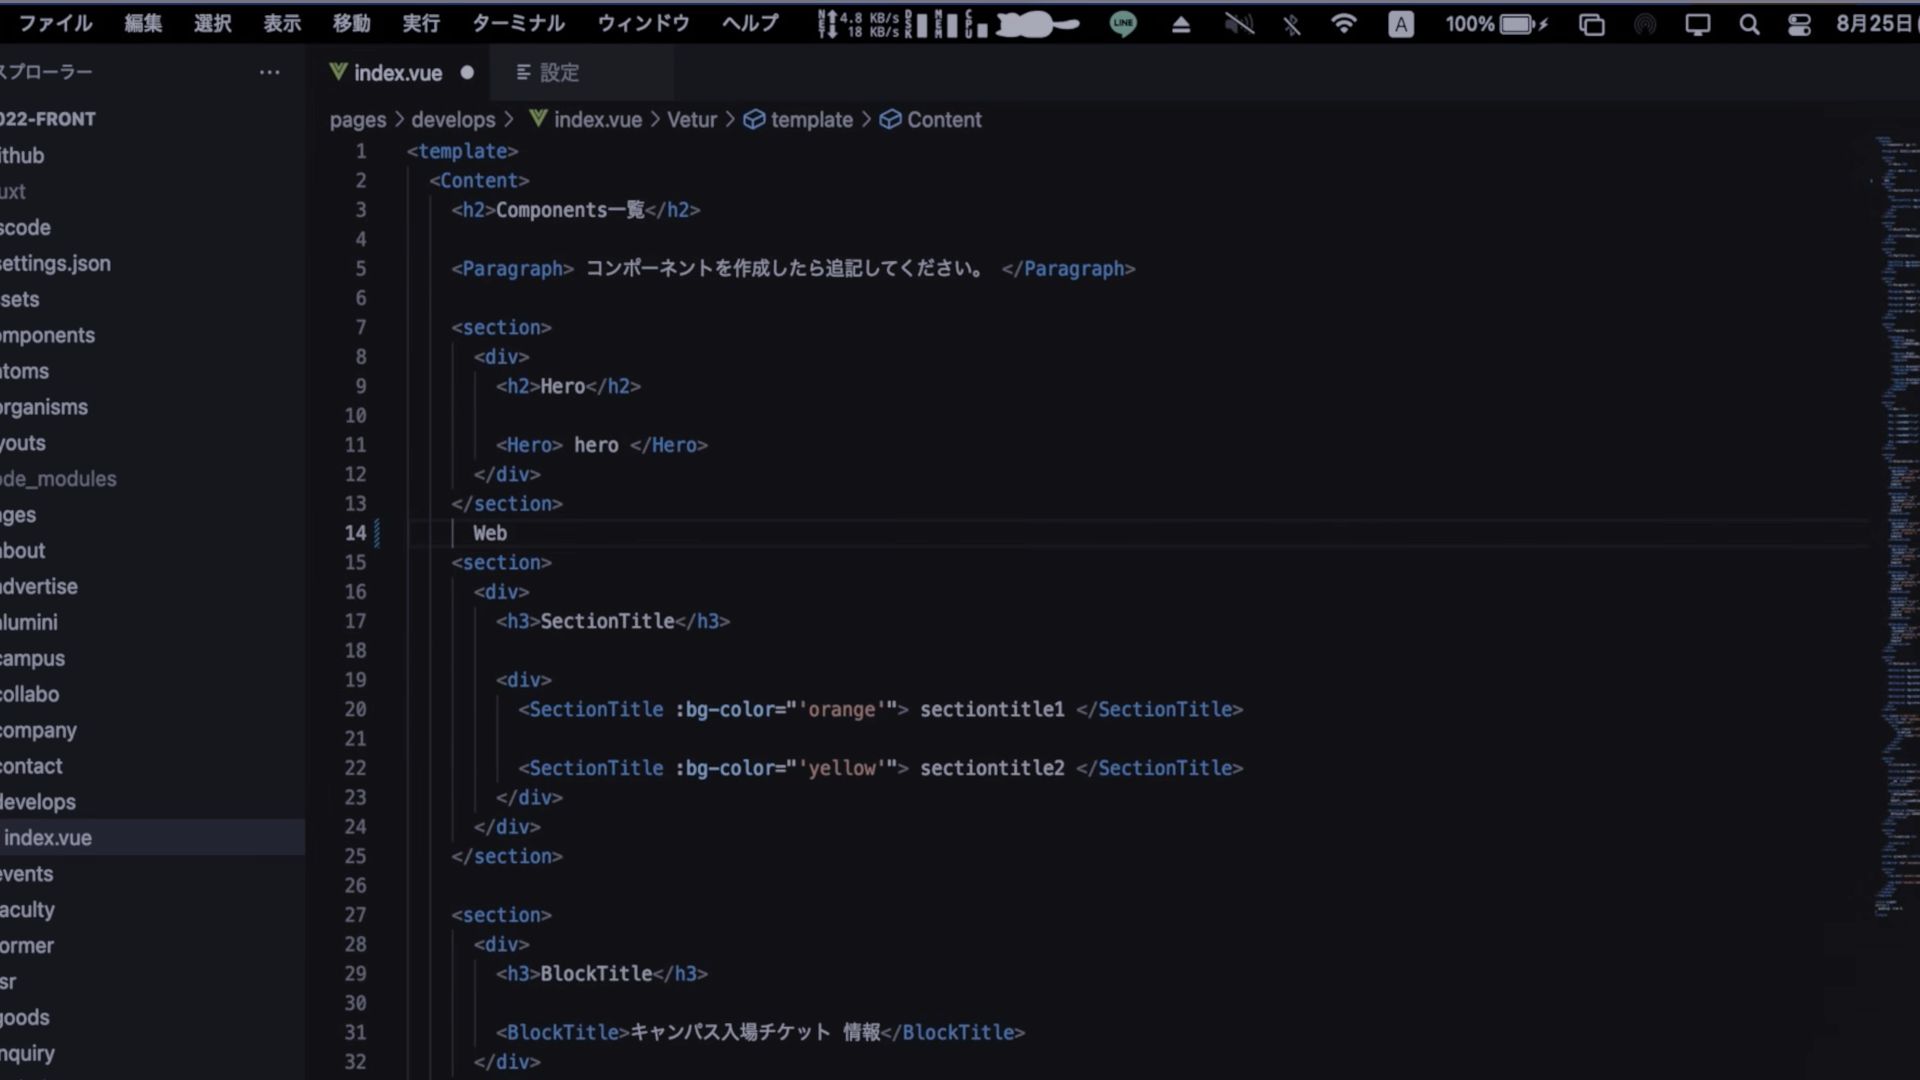 ファイル 編集 選択 表示 移動 実行 ターミナル ウィンドウ ヘルプ NET 4.8 KB/s 18 KB/s DSK MEM CPU LINE A 100% 8月25日(
スプローラー ...
index.vue
設定
022-FRONT
pages > develops > index.vue > Vetur > template > Content
ithub
uxt
scode
settings.json
sets
omponents
atoms
organisms
youts
de_modules
ges
about
advertise
alumini
campus
collabo
company
contact
develops
index.vue
events
aculty
ormer
sr
goods
nquiry
1 <template>
2 <Content>
3 <h2>Components一覧</h2>
4
5 <Paragraph> コンポーネントを作成したら追記してください。 </Paragraph>
6
7 <section>
8 <div>
9 <h2>Hero</h2>
10
11 <Hero> hero </Hero>
12 </div>
13 </section>
14 Web
15 <section>
16 <div>
17 <h3>SectionTitle</h3>
18
19 <div>
20 <SectionTitle :bg-color="'orange'"> sectiontitle1 </SectionTitle>
21
22 <SectionTitle :bg-color="'yellow'"> sectiontitle2 </SectionTitle>
23 </div>
24 </div>
25 </section>
26
27 <section>
28 <div>
29 <h3>BlockTitle</h3>
30
31 <BlockTitle>キャンパス入場チケット 情報</BlockTitle>
32 </div>